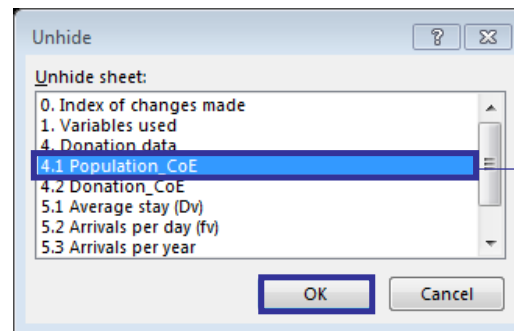 Unhide
Unhide sheet:
0. Index of changes made
1. Variables used
4. Donation data
4.1 Population_CoE
4.2 Donation_CoE
5.1 Average stay (Dv)
5.2 Arrivals per day (fv)
5.3 Arrivals per year
OK Cancel